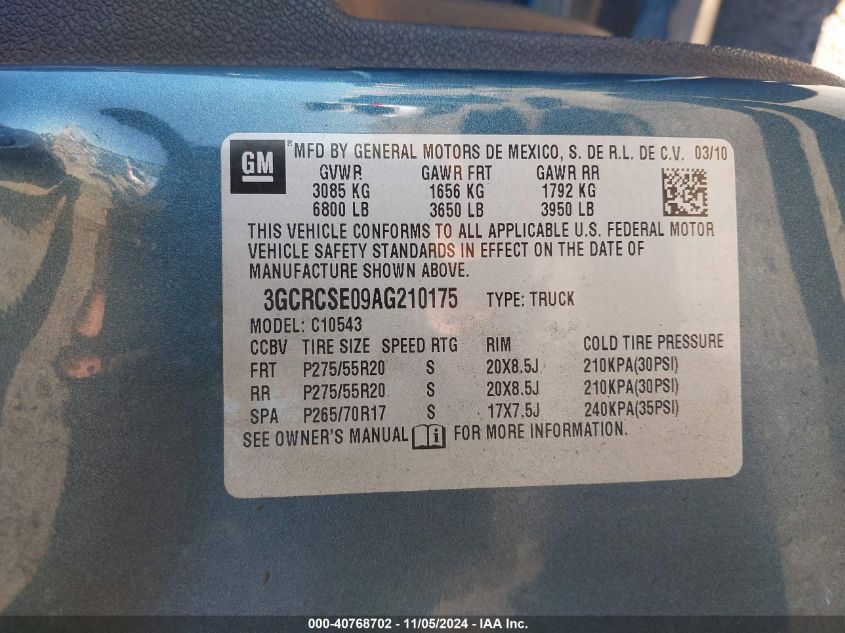 GM ® MFD BY GENERAL MOTORS DE MEXICO, S. DE R.L. DE C.V. 03/10
GVWR GAWR FRT GAWR RR
3085 KG 1656 KG 1792 KG
6800 LB 3650 LB 3950 LB
THIS VEHICLE CONFORMS TO ALL APPLICABLE U.S. FEDERAL MOTOR
VEHICLE SAFETY STANDARDS IN EFFECT ON THE DATE OF
MANUFACTURE SHOWN ABOVE.
3GCRCSE09AG210175 TYPE: TRUCK
MODEL: C10543
CCBV TIRE SIZE SPEED RTG RIM COLD TIRE PRESSURE
FRT P275/55R20 S 20X8.5J 210KPA(30PSI)
RR P275/55R20 S 20X8.5J 210KPA(30PSI)
SPA P265/70R17 S 17X7.5J 240KPA(35PSI)
SEE OWNER'S MANUAL i FOR MORE INFORMATION.
000-40768702 - 11/05/2024 - IAA Inc.